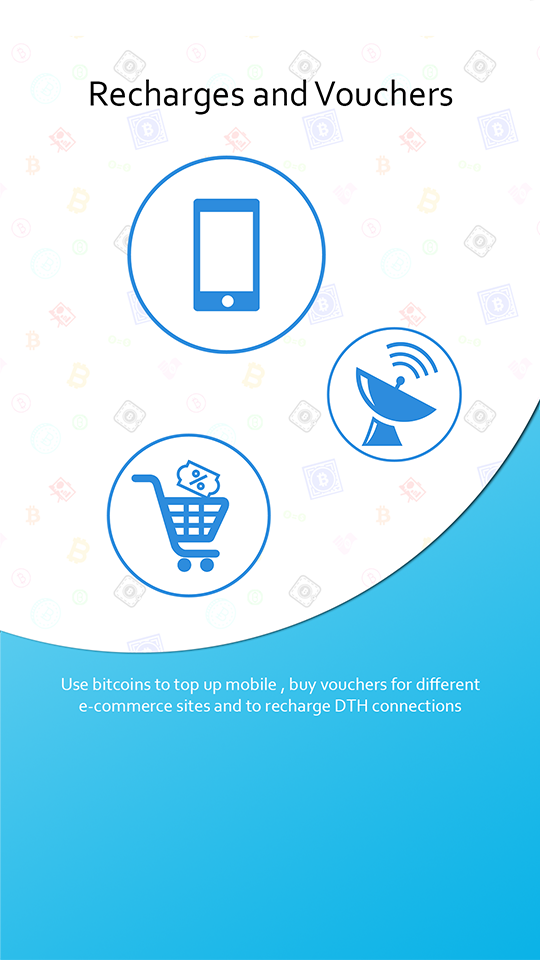 Recharges and Vouchers
%
Use bitcoins to top up mobile , buy vouchers for different
e-commerce sites and to recharge DTH connections